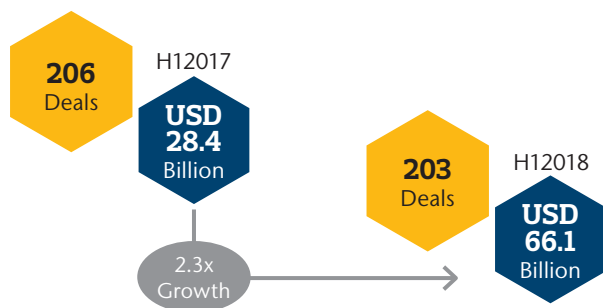 206
Deals
H12017
USD
28.4
Billion
2.3x
Growth
203
Deals
H12018
USD
66.1
Billion